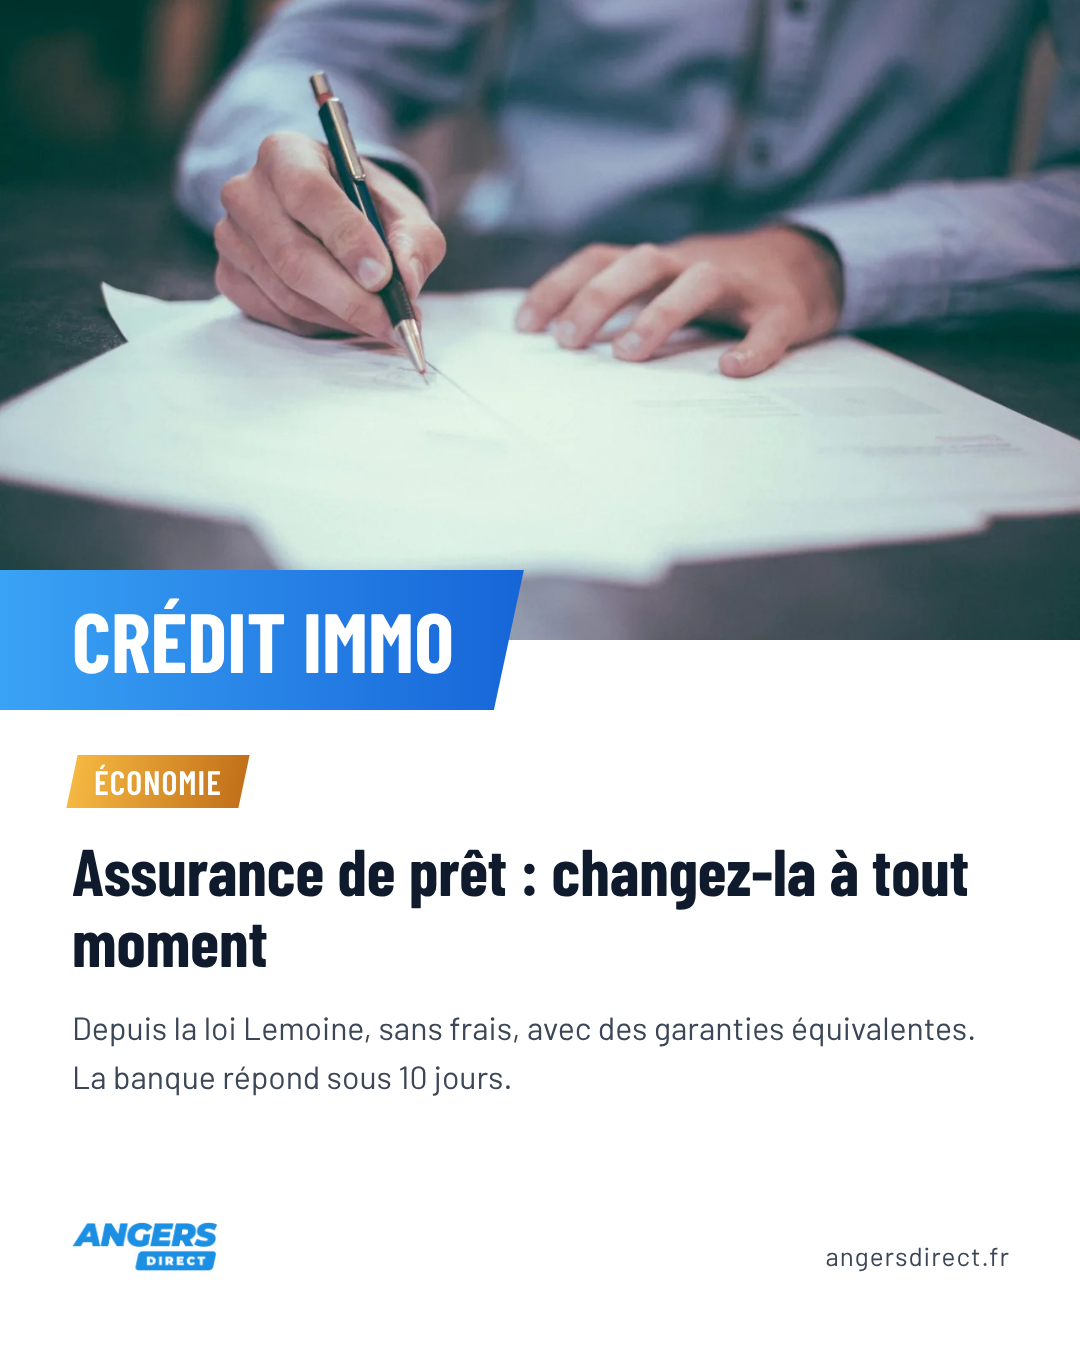 CRÉDIT IMMO
ÉCONOMIE
Assurance de prêt : changez-la à tout
moment
Depuis la loi Lemoine, sans frais, avec des garanties équivalentes.
La banque répond sous 10 jours.
ANGERS
DIRECT
angersdirect.fr